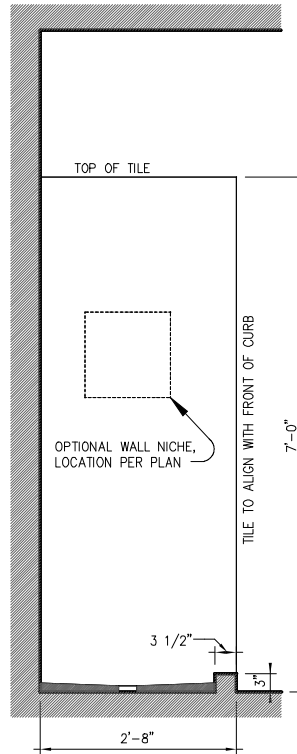 TOP OF TILE
OPTIONAL WALL NICHE,
LOCATION PER PLAN
TILE TO ALIGN WITH FRONT OF CURB
7'-0"
3 1/2"
3"
2'-8"